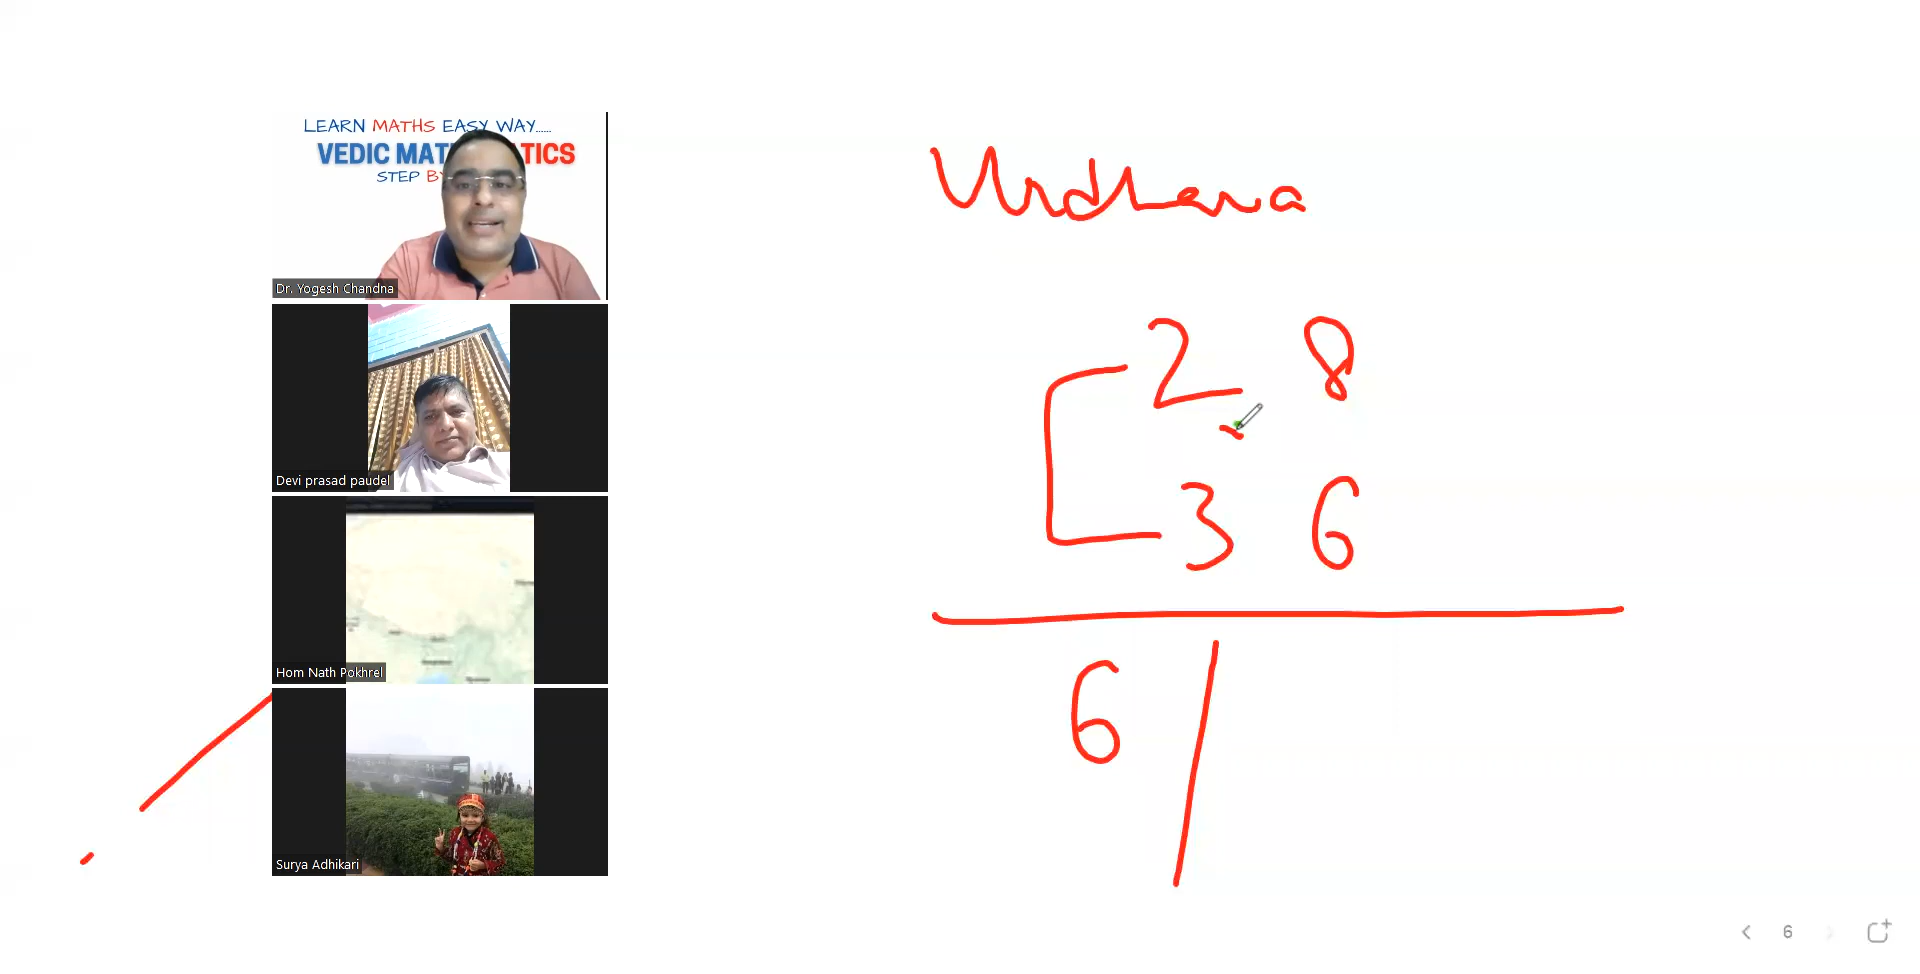 LEARN MATHS EASY WAY......
VEDIC MAT TICS
STEP B
Dr. Yogesh Chandna
Devi prasad paudel
Hom Nath Pokhrel
Surya Adhikari
Urdhava
2 8
3 6
6
6